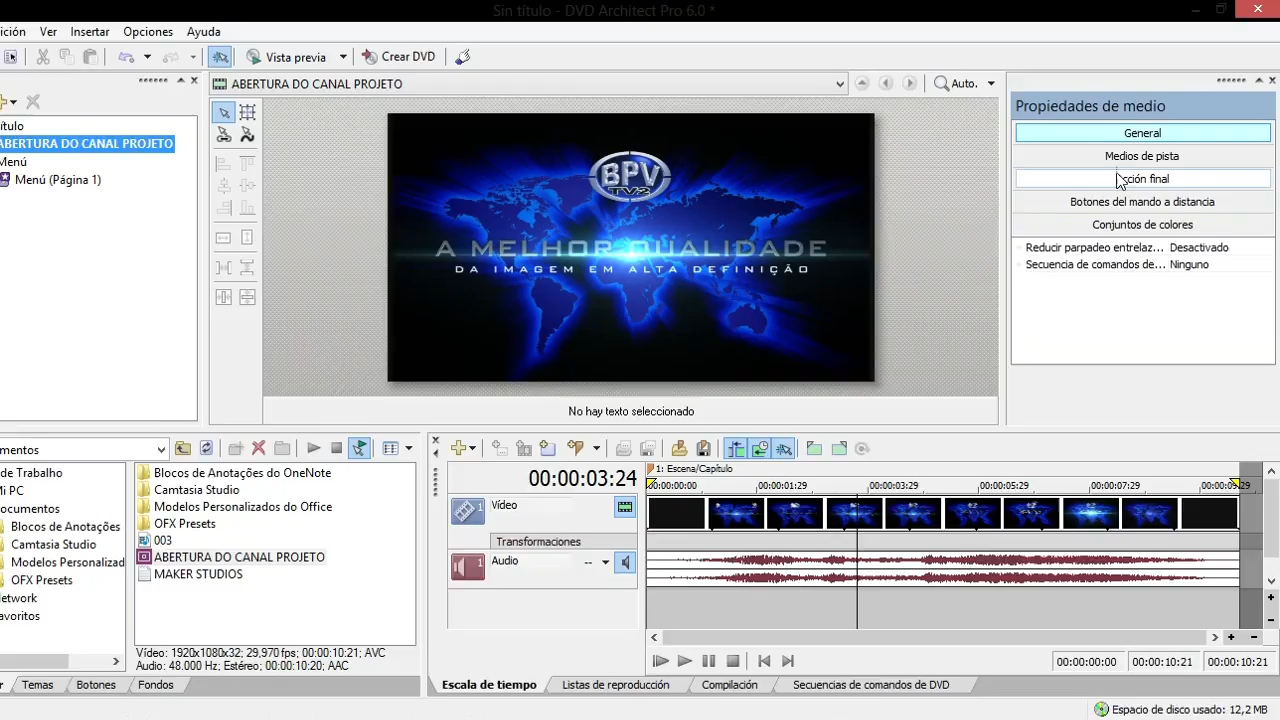 Sin título - DVD Architect Pro 6.0 *
ición Ver Insertar Opciones Ayuda
Vista previa Crear DVD
ítulo
ABERTURA DO CANAL PROJETO
Menú
Menú (Página 1)
ABERTURA DO CANAL PROJETO Auto.
BPV
TV2
A MELHOR QUALIDADE
DA IMAGEM EM ALTA DEFINIÇÃO
No hay texto seleccionado
Propiedades de medio
General
Medios de pista
cción final
Botones del mando a distancia
Conjuntos de colores
Reducir parpadeo entrelaz... Desactivado
Secuencia de comandos de... Ninguno
mentos
de Trabalho
i PC
ocumentos
Blocos de Anotações
Camtasia Studio
Modelos Personalizad
OFX Presets
etwork
avoritos
Blocos de Anotações do OneNote
Camtasia Studio
Modelos Personalizados do Office
OFX Presets
003
ABERTURA DO CANAL PROJETO
MAKER STUDIOS
Vídeo: 1920x1080x32; 29,970 fps; 00:00:10:21; AVC
Audio: 48.000 Hz; Estéreo; 00:00:10:20; AAC
r Temas Botones Fondos
00:00:03:24
1: Escena/Capítulo
00:00:00:00 00:00:01:29 00:00:03:29 00:00:05:29 00:00:07:29 00:00:09:29
1 Vídeo
Transformaciones
1 Audio --
00:00:00:00 00:00:10:21 00:00:10:21
Escala de tiempo Listas de reproducción Compilación Secuencias de comandos de DVD
Espacio de disco usado: 12,2 MB